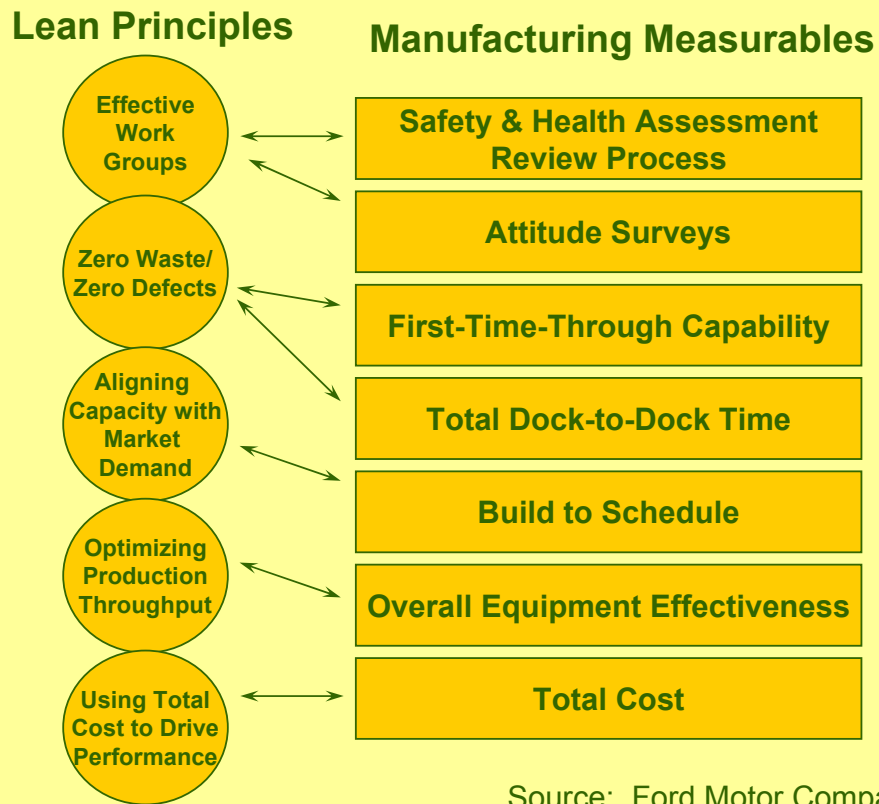 Lean Principles
Manufacturing Measurables
Effective
Work
Groups
Zero Waste/
Zero Defects
Aligning
Capacity with
Market
Demand
Optimizing
Production
Throughput
Using Total
Cost to Drive
Performance
Safety & Health Assessment
Review Process
Attitude Surveys
First-Time-Through Capability
Total Dock-to-Dock Time
Build to Schedule
Overall Equipment Effectiveness
Total Cost
Source: Ford Motor Compa